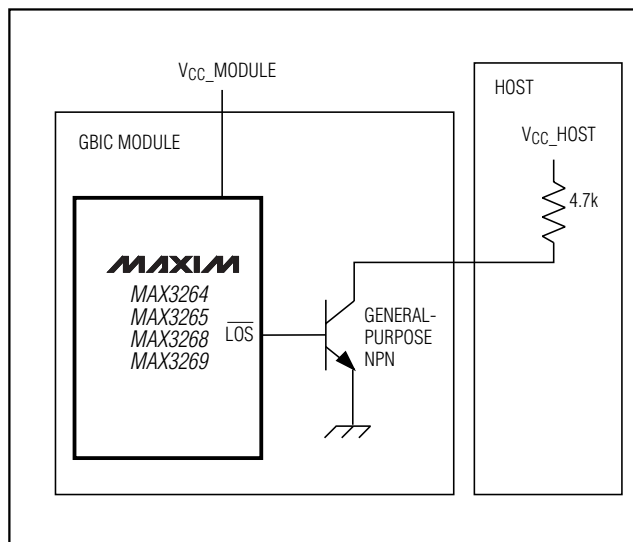 VCC_MODULE
HOST
GBIC MODULE
VCC_HOST
4.7k
MAXIM
MAX3264
MAX3265
MAX3268
MAX3269
LOS
GENERAL-
PURPOSE
NPN